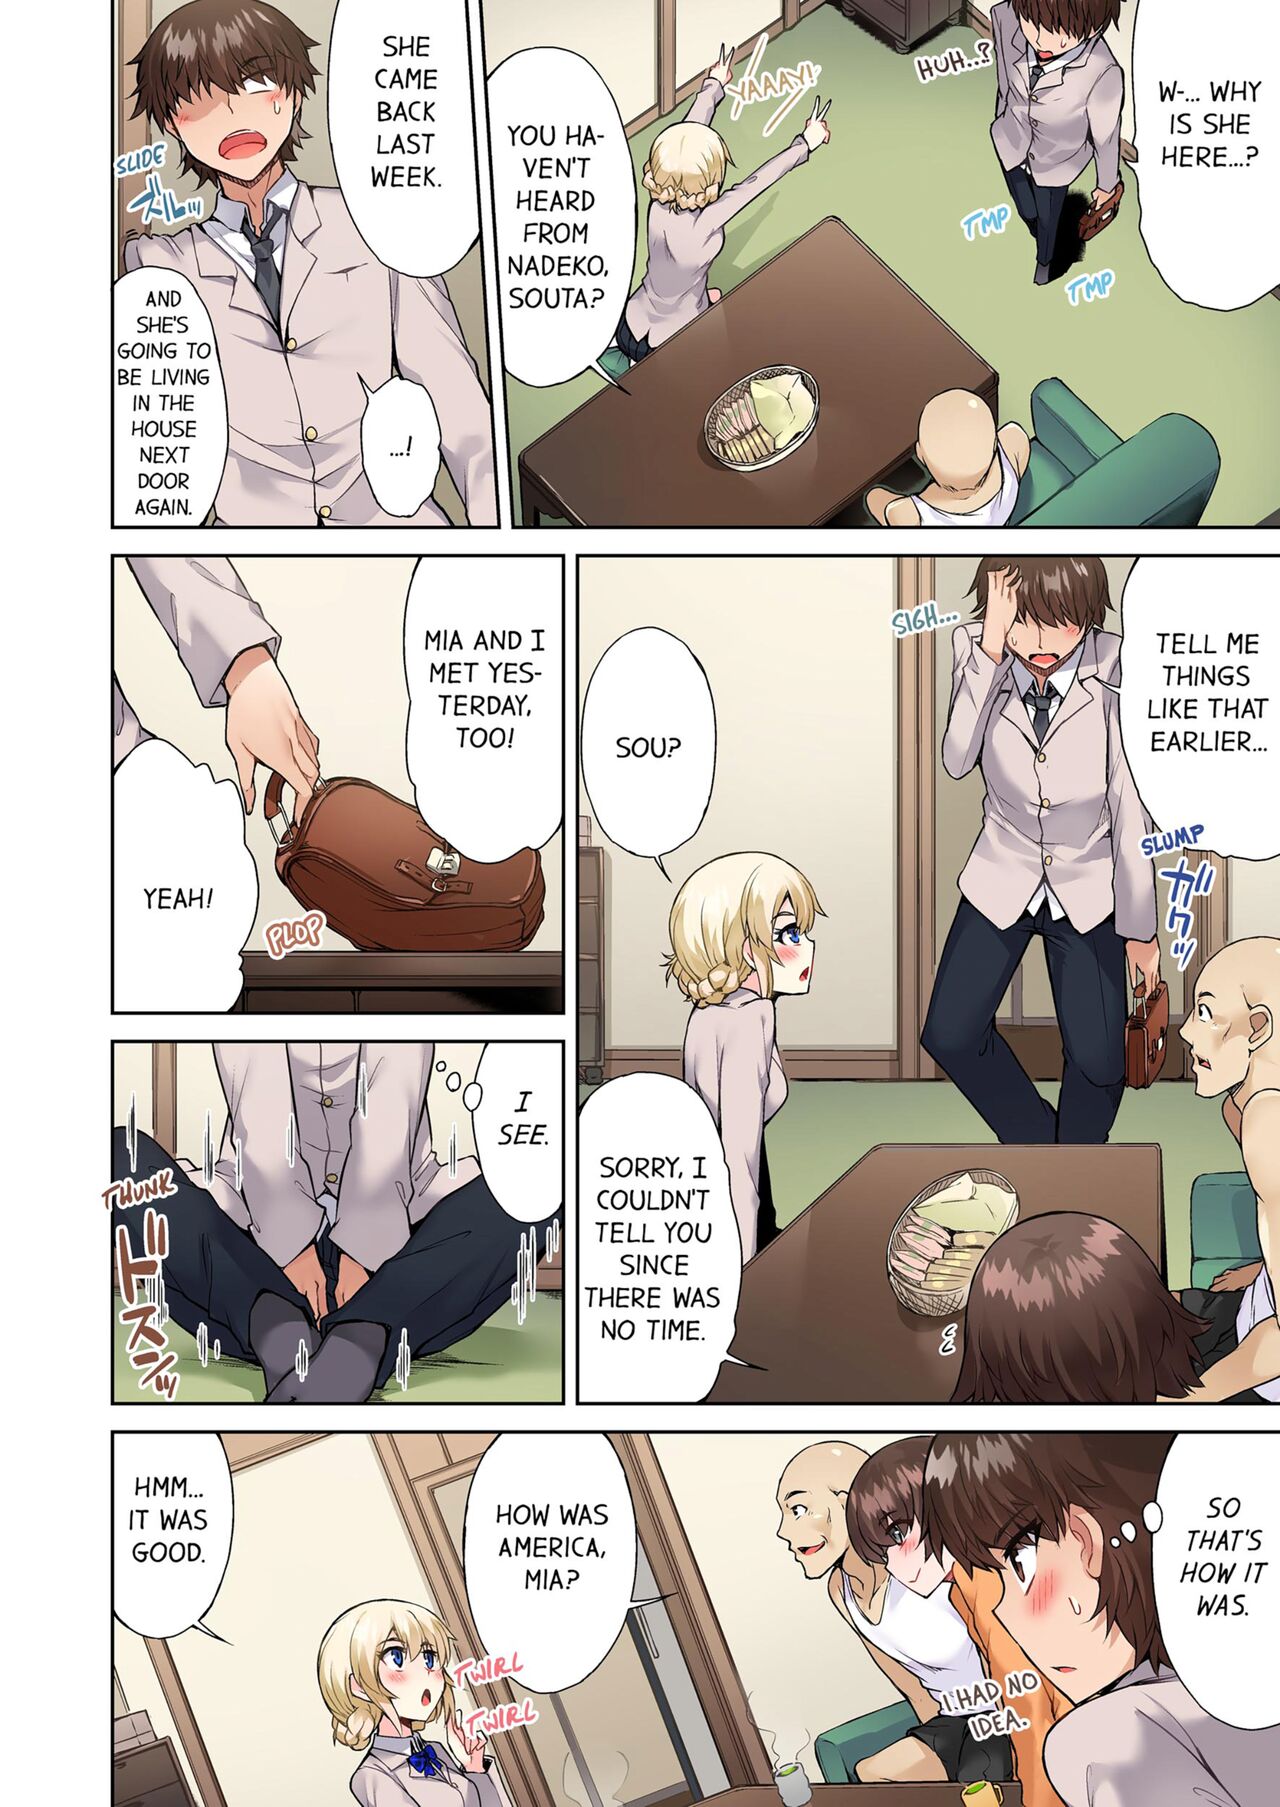 W-... WHY
IS SHE
HERE...?
HUH...?
TMP
TMP
YAAAY!
YOU HA-
VEN'T
HEARD
FROM
NADEKO,
SOUTA?
SHE
CAME
BACK
LAST
WEEK.
SLIDE
ズルッ
...!
AND
SHE'S
GOING TO
BE LIVING
IN THE
HOUSE
NEXT
DOOR
AGAIN.
TELL ME
THINGS
LIKE THAT
EARLIER...
SIGH...
SLUMP
ガクッ
SOU?
SORRY, I
COULDN'T
TELL YOU
SINCE
THERE WAS
NO TIME.
MIA AND I
MET YES-
TERDAY,
TOO!
YEAH!
PLOP
I
SEE.
THUNK
ドスンッ
SO
THAT'S
HOW IT
WAS.
I HAD NO
IDEA.
HOW WAS
AMERICA,
MIA?
TWIRL
TWIRL
HMM...
IT WAS
GOOD.